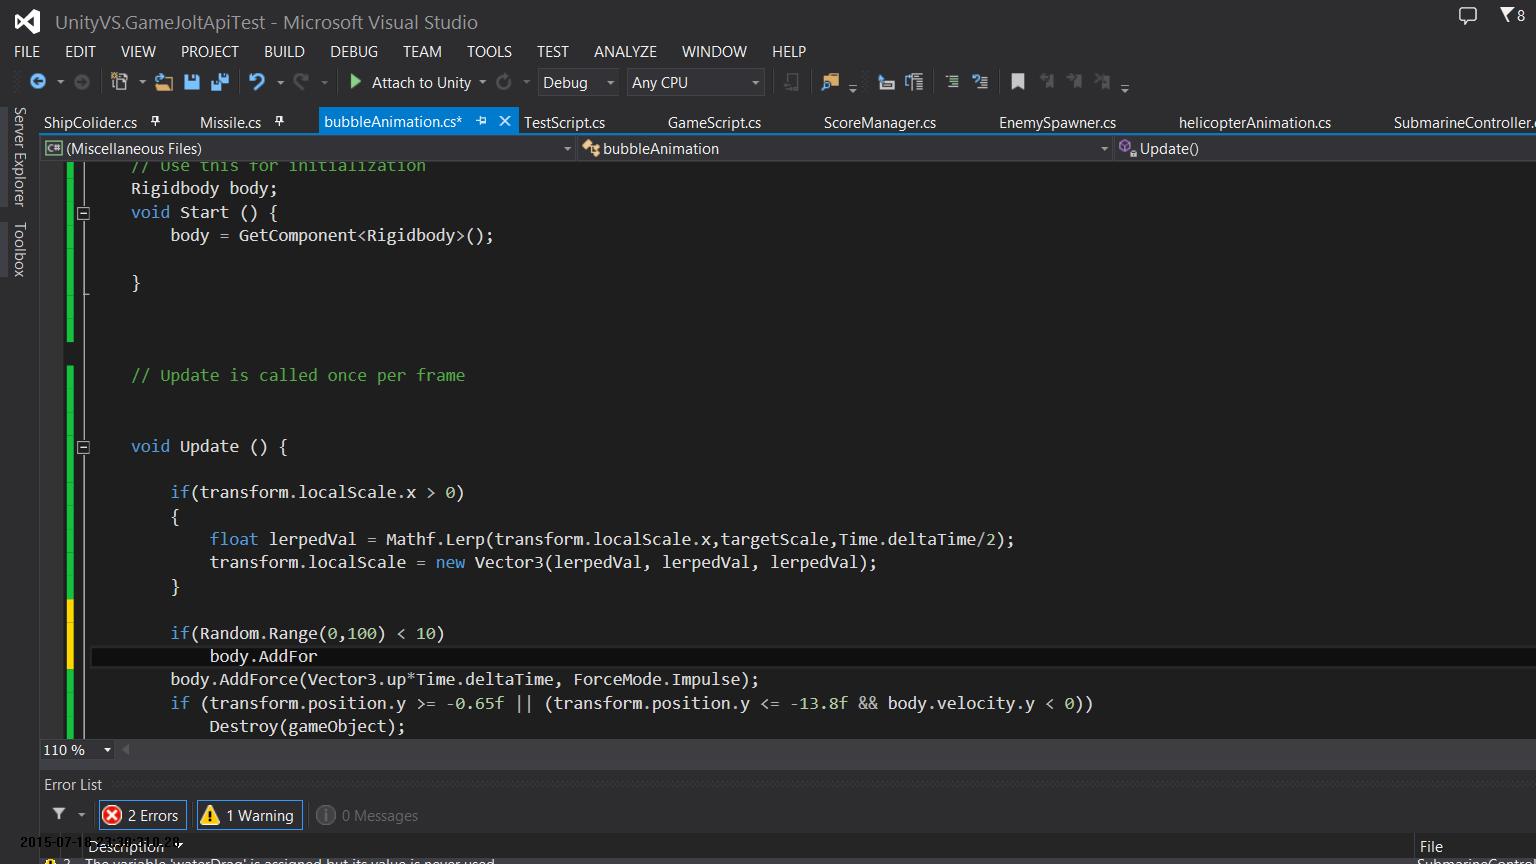 UnityVS.GameJoltApiTest - Microsoft Visual Studio
8
FILE EDIT VIEW PROJECT BUILD DEBUG TEAM TOOLS TEST ANALYZE WINDOW HELP
Attach to Unity Debug Any CPU
ShipColider.cs Missile.cs bubbleAnimation.cs* TestScript.cs GameScript.cs ScoreManager.cs EnemySpawner.cs helicopterAnimation.cs SubmarineController.c
Server Explorer
Toolbox
C# (Miscellaneous Files) bubbleAnimation Update()
// Use this for initialization
Rigidbody body;
void Start () {
body = GetComponent<Rigidbody>();
}
// Update is called once per frame
void Update () {
if(transform.localScale.x > 0)
{
float lerpedVal = Mathf.Lerp(transform.localScale.x,targetScale,Time.deltaTime/2);
transform.localScale = new Vector3(lerpedVal, lerpedVal, lerpedVal);
}
if(Random.Range(0,100) < 10)
body.AddFor
body.AddForce(Vector3.up*Time.deltaTime, ForceMode.Impulse);
if (transform.position.y >= -0.65f || (transform.position.y <= -13.8f && body.velocity.y < 0))
Destroy(gameObject);
110 %
Error List
2 Errors 1 Warning 0 Messages
Description File
The variable 'waterDrag' is assigned but its value is never used SubmarineContro